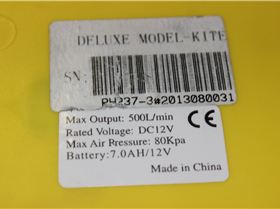 DELUXE MODEL-KITE
SN:
PH237-3#2013080031
Max Output: 500L/min
Rated Voltage: DC12V
Max Air Pressure: 80Kpa
Battery:7.0AH/12V
CE
Made in China